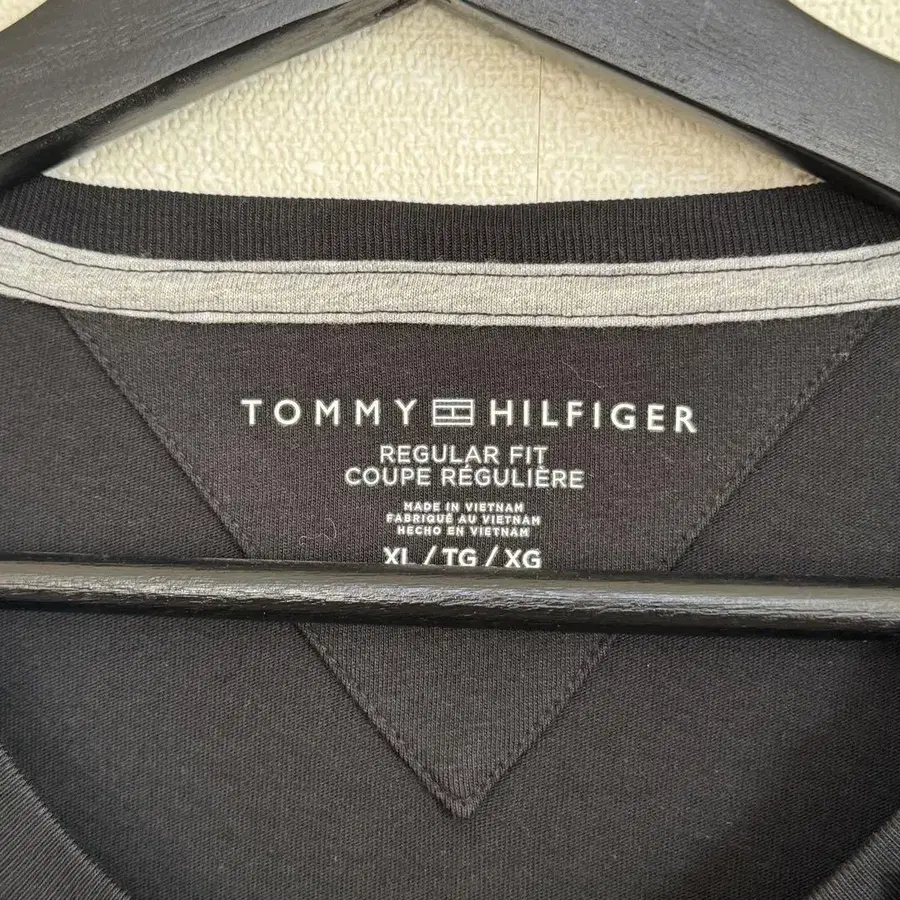 TOMMY HILFIGER
REGULAR FIT
COUPE RÉGULIÈRE
MADE IN VIETNAM
FABRIQUÉ AU VIETNAM
HECHO EN VIETNAM
XL / TG / XG